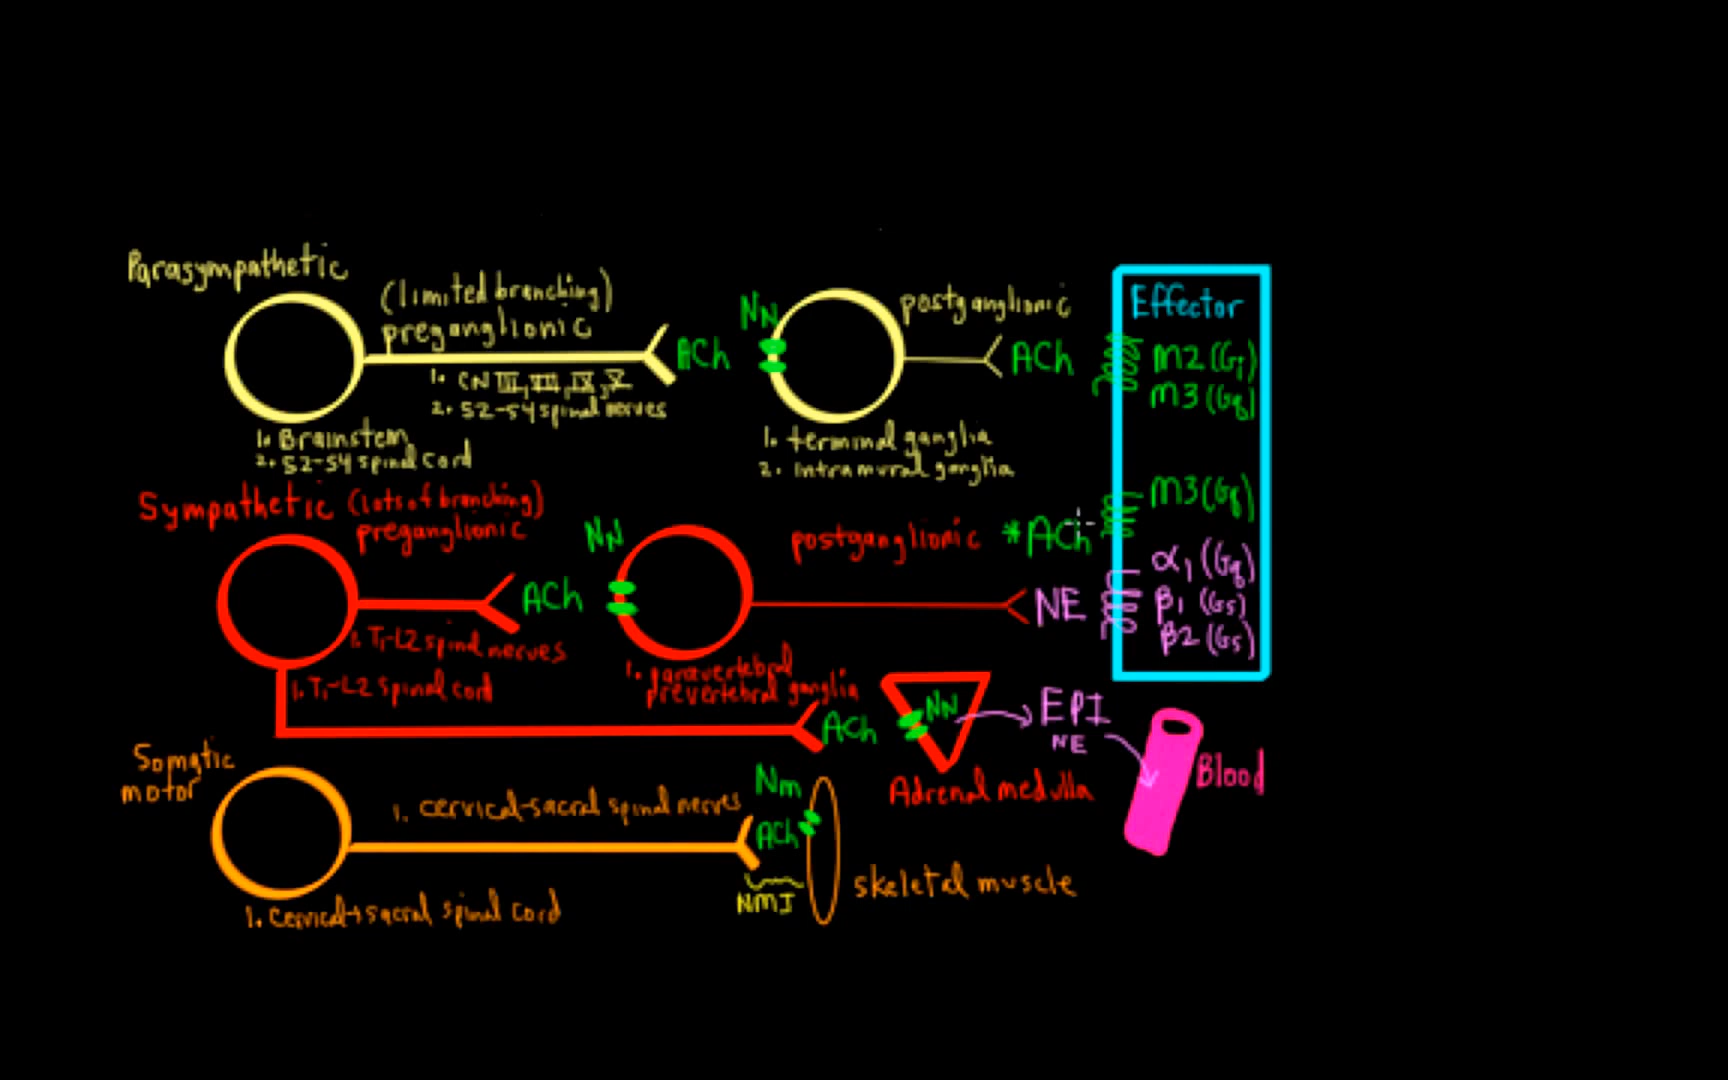 Parasympathetic
(limited branching)
preganglionic
1. CN III, VII, IX, X
2. S2-S4 spinal nerves
1. Brainstem
2. S2-S4 spinal cord
ACh
NN
postganglionic
ACh
1. terminal ganglia
2. intramural ganglia
Effector
M2 (Gi)
M3 (Gq)
Sympathetic (lots of branching)
preganglionic
ACh
1. T1-L2 spinal nerves
1. T1-L2 spinal cord
NN
postganglionic
1. paravertebral
prevertebral ganglia
*ACh
NE
M3 (Gq)
α1 (Gq)
β1 (Gs)
β2 (Gs)
ACh
NN
Adrenal medulla
EPI
NE
Blood
Somatic
motor
1. cervical-sacral spinal nerves
1. cervical-sacral spinal cord
Nm
ACh
NMJ
skeletal muscle